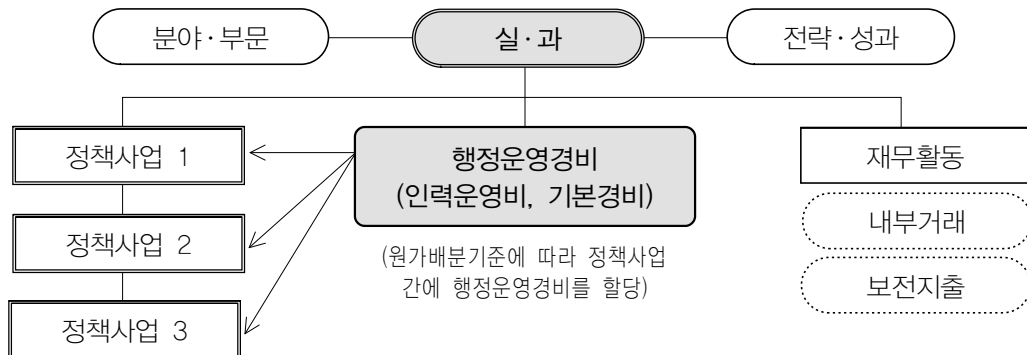 분야·부문
실·과
전략·성과
정책사업 1
행정운영경비
(인력운영비, 기본경비)
재무활동
정책사업 2
내부거래
(원가배분기준에 따라 정책사업
간에 행정운영경비를 할당)
보전지출
정책사업 3